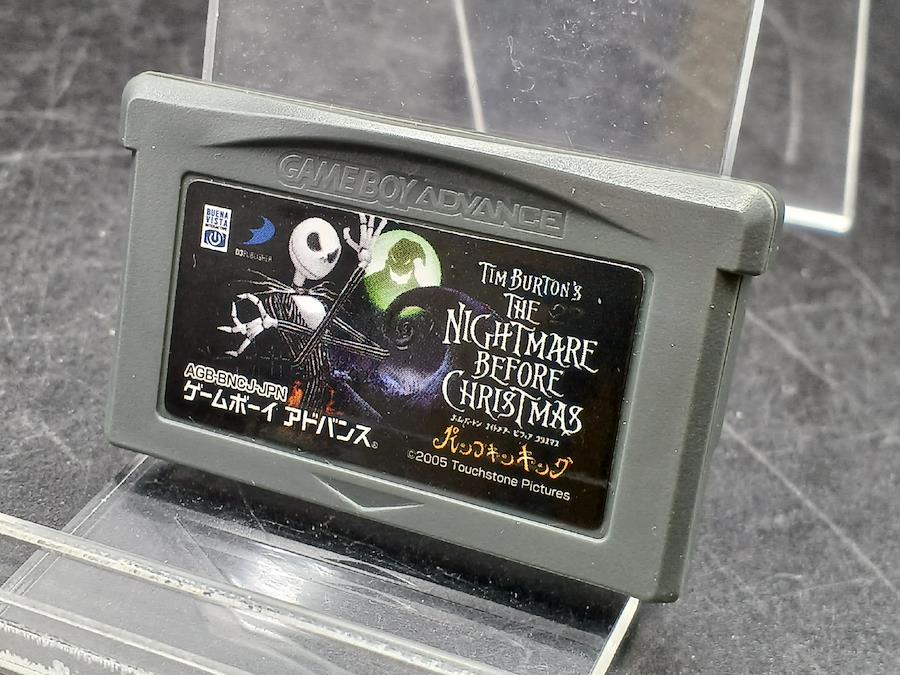 GAME BOY ADVANCE
BUENA
VISTA
INTERACTIVE
D3PUBLISHER
TIM BURTON'S
THE
NIGHTMARE
BEFORE
CHRISTMAS
ティム・バートン ナイトメアー・ビフォア・クリスマス
パンプキンキング
©2005 Touchstone Pictures
AGB-BNCJ-JPN
ゲームボーイ アドバンス®